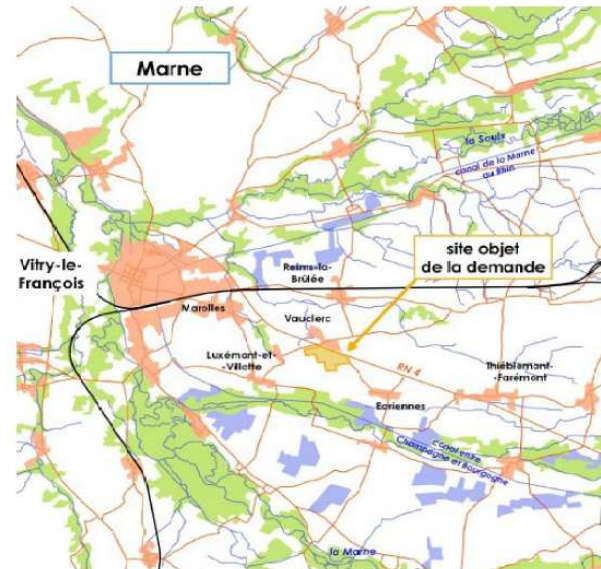 Marne
la Saulx
canal de la Marne
au Rhin
site objet
de la demande
Vitry-le-
François
Reims-la-
Brûlée
Marolles
Vauclerc
Luxémont-et-
-Villotte
RN 4
Thiéblemont-
-Farémont
Ecriennes
canal entre
Champagne et Bourgogne
la Marne